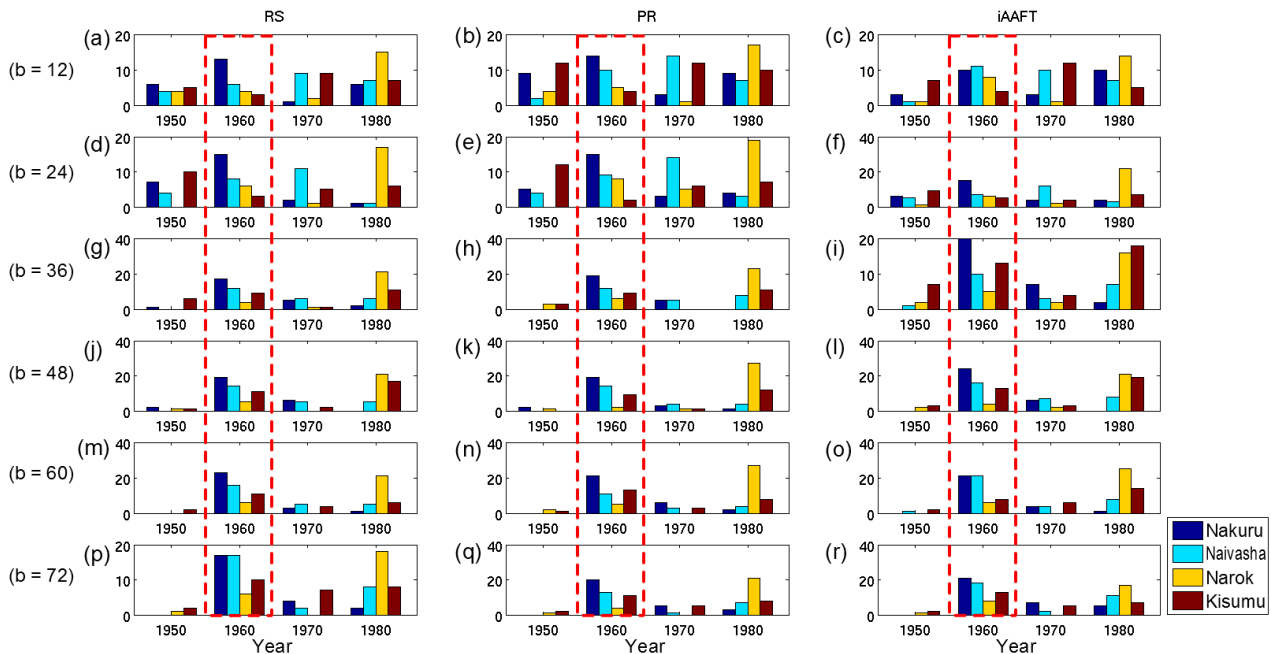 RS PR iAAFT
(b = 12) (a) 20 10 0 1950 1960 1970 1980 (b) 20 10 0 1950 1960 1970 1980 (c) 20 10 0 1950 1960 1970 1980
(b = 24) (d) 20 10 0 1950 1960 1970 1980 (e) 20 10 0 1950 1960 1970 1980 (f) 40 20 0 1950 1960 1970 1980
(b = 36) (g) 40 20 0 1950 1960 1970 1980 (h) 40 20 0 1950 1960 1970 1980 (i) 20 10 0 1950 1960 1970 1980
(b = 48) (j) 40 20 0 1950 1960 1970 1980 (k) 40 20 0 1950 1960 1970 1980 (l) 40 20 0 1950 1960 1970 1980
(b = 60) (m) 40 20 0 1950 1960 1970 1980 (n) 40 20 0 1950 1960 1970 1980 (o) 40 20 0 1950 1960 1970 1980
(b = 72) (p) 20 10 0 1950 1960 1970 1980 (q) 40 20 0 1950 1960 1970 1980 (r) 40 20 0 1950 1960 1970 1980
Year Year Year
Nakuru
Naivasha
Narok
Kisumu